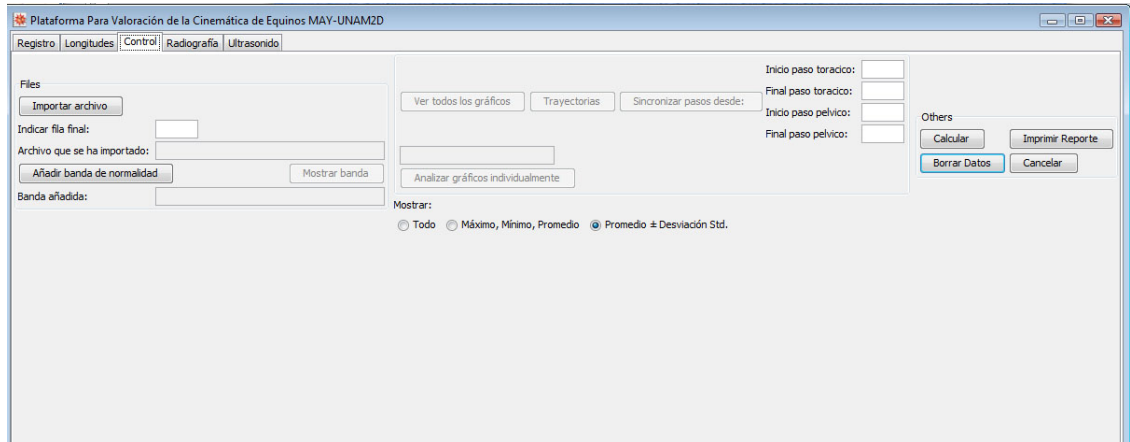 Plataforma Para Valoración de la Cinemática de Equinos MAY-UNAM2D
Registro Longitudes Control Radiografía Ultrasonido
Files
Importar archivo
Indicar fila final:
Archivo que se ha importado:
Añadir banda de normalidad Mostrar banda
Banda añadida:
Ver todos los gráficos Trayectorias Sincronizar pasos desde:
Inicio paso toracico:
Final paso toracico:
Inicio paso pelvico:
Final paso pelvico:
Analizar gráficos individualmente
Mostrar:
Todo Máximo, Mínimo, Promedio Promedio ± Desviación Std.
Others
Calcular Imprimir Reporte
Borrar Datos Cancelar